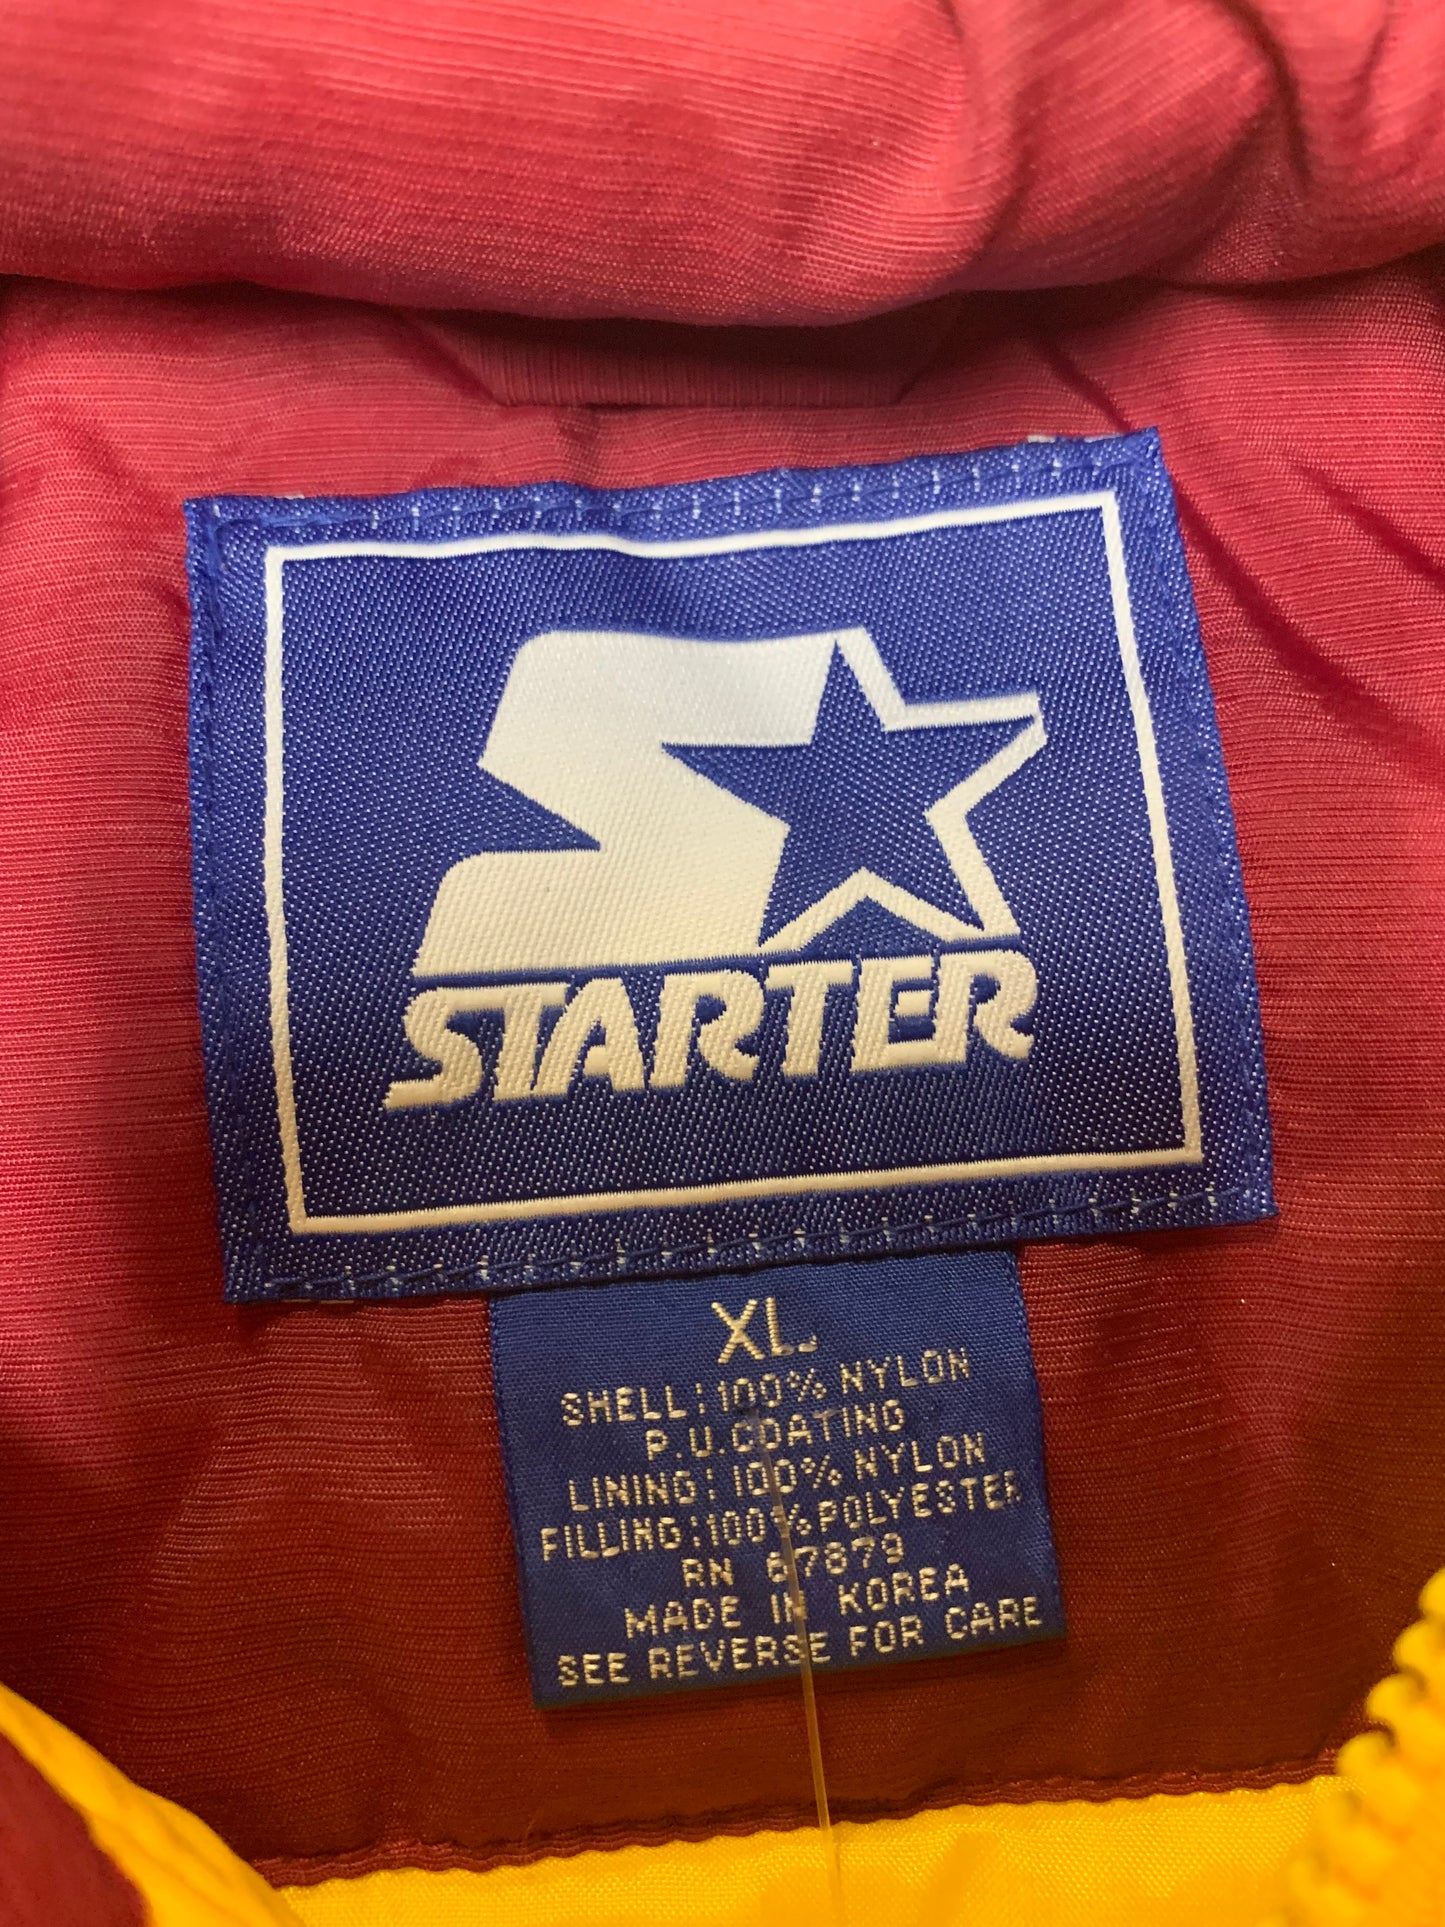 STARTER
XL
SHELL:100% NYLON
P.U.COATING
LINING:100% NYLON
FILLING:100%POLYESTER
RN 67879
MADE IN KOREA
SEE REVERSE FOR CARE